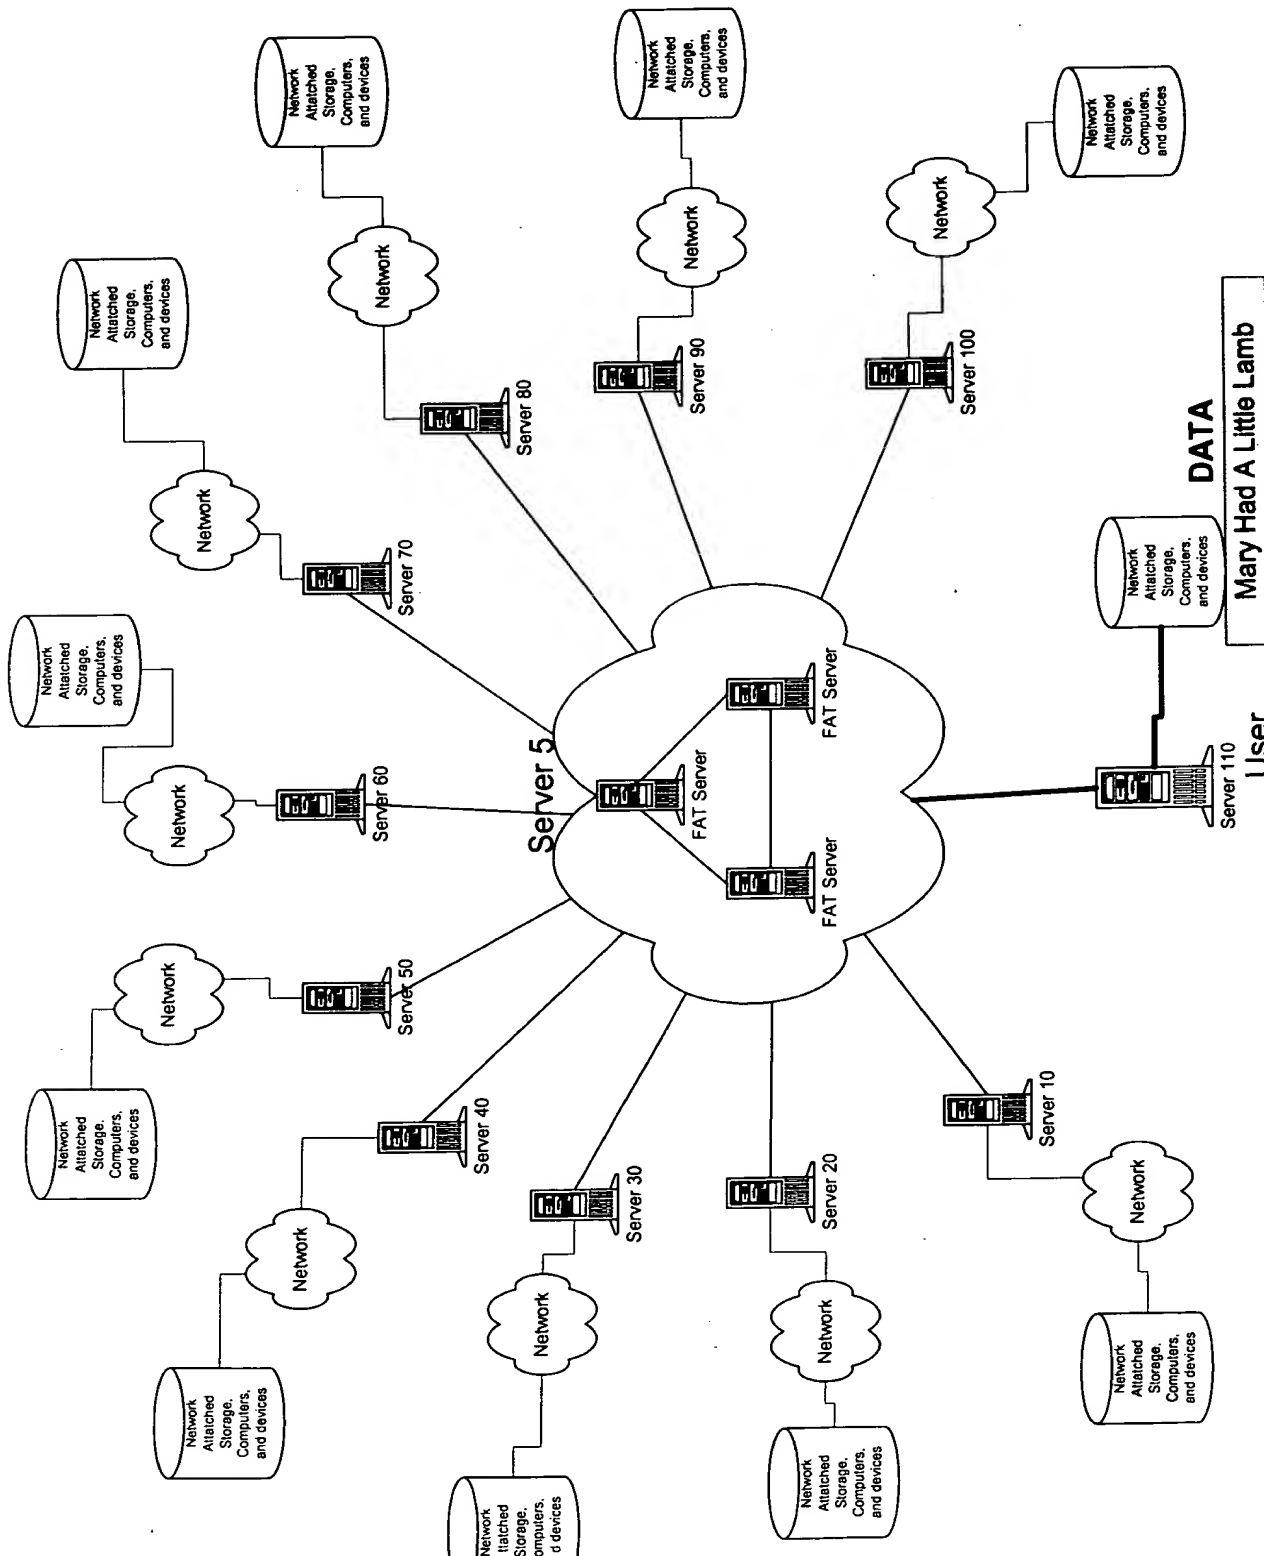 Network
Attatched
Storage,
Computers,
and devices
Network
Attatched
Storage,
Computers,
and devices
Network
Attatched
Storage,
Computers,
and devices
Network
Network
Network
Network
Attatched
Storage,
Computers,
and devices
Network
Attatched
Storage,
Computers,
and devices
Network
Network
Server 50
Server 60
Server 70
Server 40
Server 80
Network
ttatched
Storage,
omputers,
d devices
Network
Server 30
Server 5
Network
Attatched
Storage,
Computers,
and devices
Network
Server 90
FAT Server
Network
Attatched
Storage,
Computers,
and devices
Network
Server 20
FAT Server
FAT Server
Network
Server 100
Server 10
Network
Attatched
Storage,
Computers,
and devices
Network
Network
Attatched
Storage,
Computers,
and devices
Network
Attatched
Storage,
Computers,
and devices
DATA
Server 110
Mary Had A Little Lamb
User